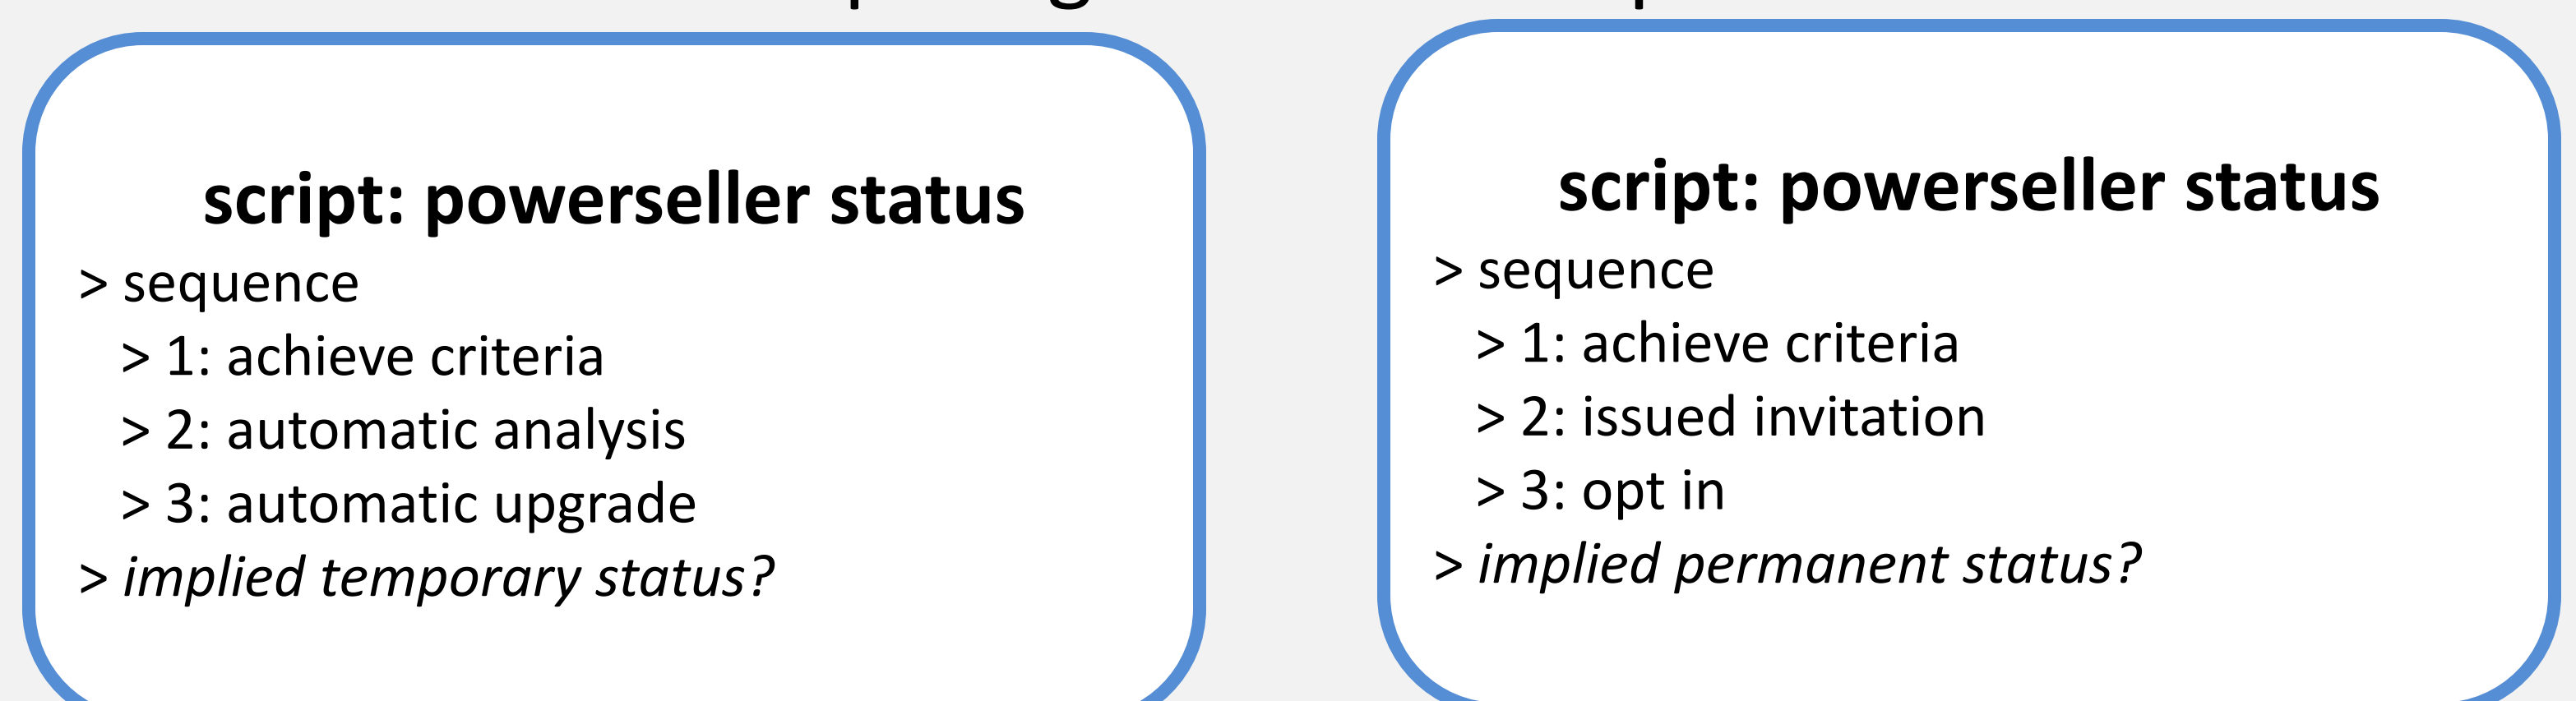 script: powerseller status
> sequence
> 1: achieve criteria
> 2: automatic analysis
> 3: automatic upgrade
> implied temporary status?
script: powerseller status
> sequence
> 1: achieve criteria
> 2: issued invitation
> 3: opt in
> implied permanent status?